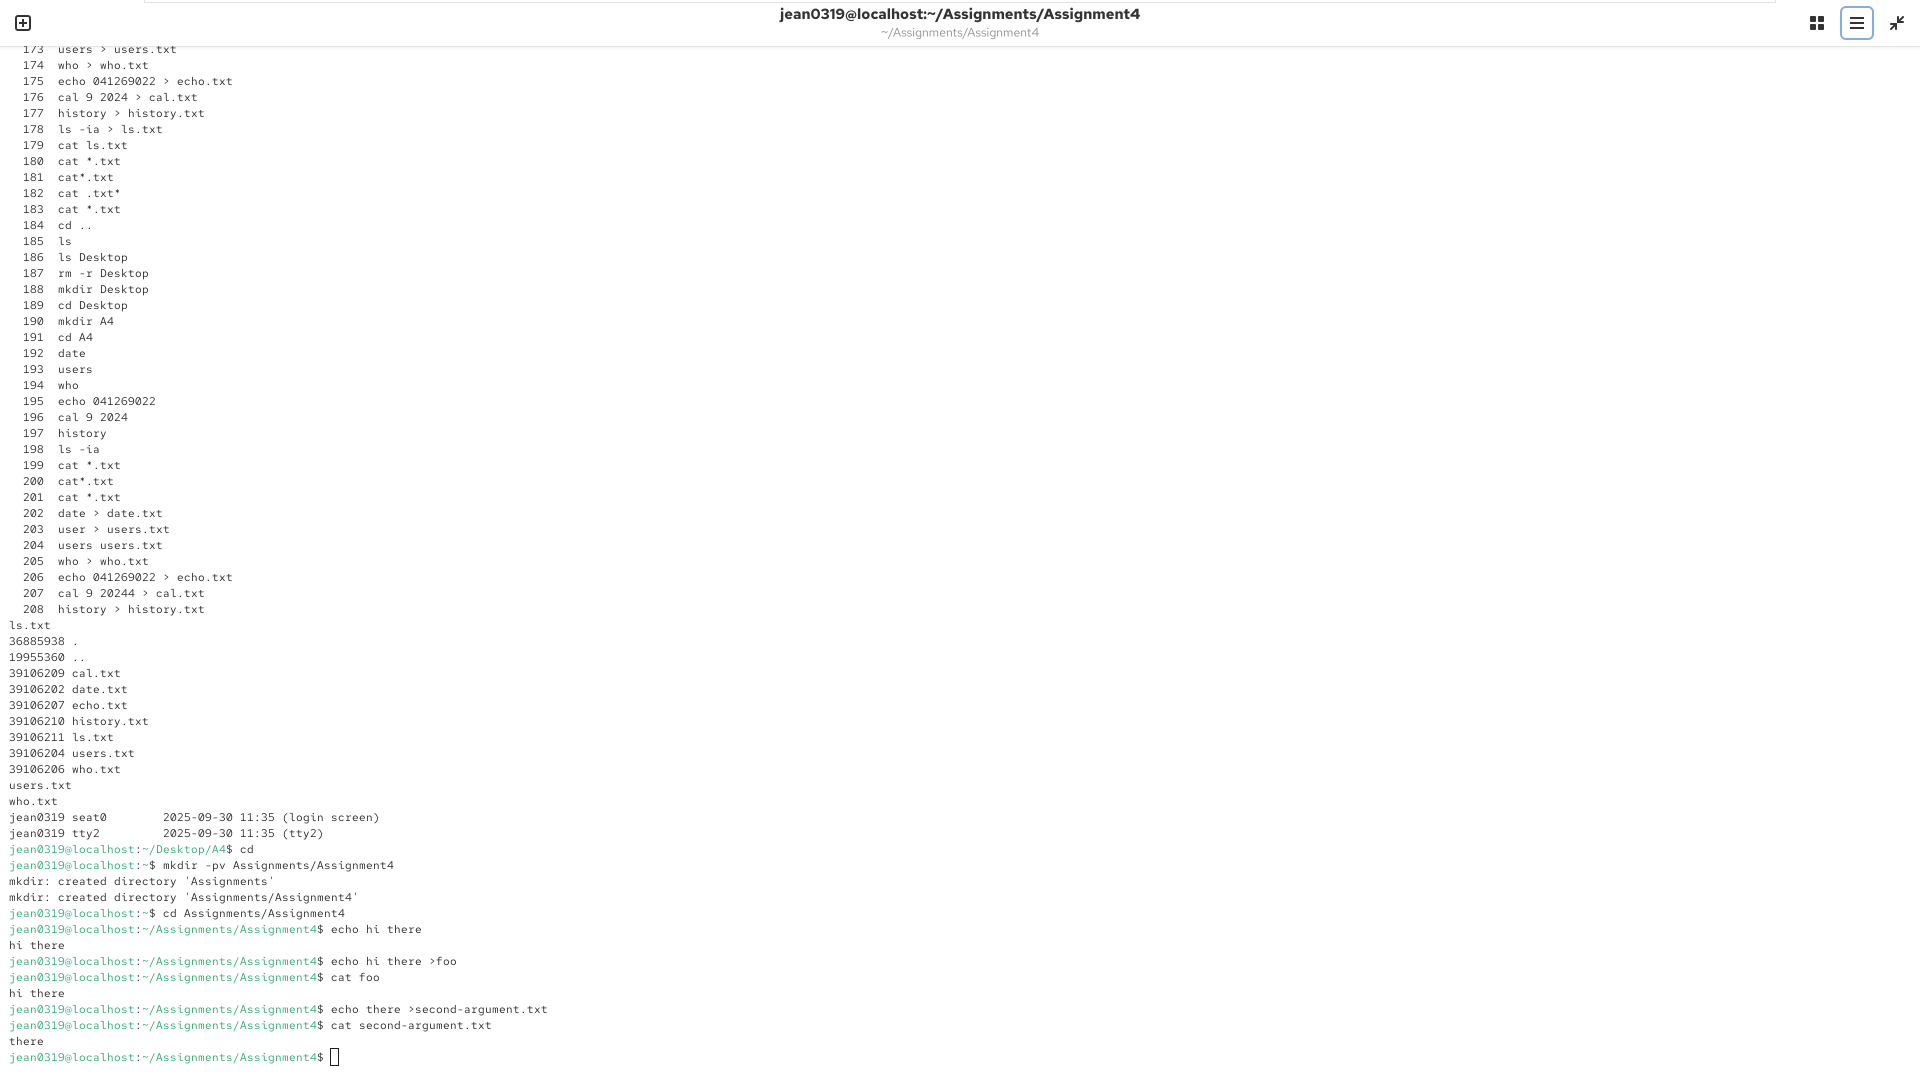 jean0319@localhost:~/Assignments/Assignment4
~/Assignments/Assignment4
173  users > users.txt
174  who > who.txt
175  echo 041269022 > echo.txt
176  cal 9 2024 > cal.txt
177  history > history.txt
178  ls -ia > ls.txt
179  cat ls.txt
180  cat *.txt
181  cat*.txt
182  cat .txt*
183  cat *.txt
184  cd ..
185  ls
186  ls Desktop
187  rm -r Desktop
188  mkdir Desktop
189  cd Desktop
190  mkdir A4
191  cd A4
192  date
193  users
194  who
195  echo 041269022
196  cal 9 2024
197  history
198  ls -ia
199  cat *.txt
200  cat*.txt
201  cat *.txt
202  date > date.txt
203  user > users.txt
204  users users.txt
205  who > who.txt
206  echo 041269022 > echo.txt
207  cal 9 20244 > cal.txt
208  history > history.txt
ls.txt
36885938 .
19955360 ..
39106209 cal.txt
39106202 date.txt
39106207 echo.txt
39106210 history.txt
39106211 ls.txt
39106204 users.txt
39106206 who.txt
users.txt
who.txt
jean0319 seat0        2025-09-30 11:35 (login screen)
jean0319 tty2         2025-09-30 11:35 (tty2)
jean0319@localhost:~/Desktop/A4$ cd
jean0319@localhost:~$ mkdir -pv Assignments/Assignment4
mkdir: created directory 'Assignments'
mkdir: created directory 'Assignments/Assignment4'
jean0319@localhost:~$ cd Assignments/Assignment4
jean0319@localhost:~/Assignments/Assignment4$ echo hi there
hi there
jean0319@localhost:~/Assignments/Assignment4$ echo hi there >foo
jean0319@localhost:~/Assignments/Assignment4$ cat foo
hi there
jean0319@localhost:~/Assignments/Assignment4$ echo there >second-argument.txt
jean0319@localhost:~/Assignments/Assignment4$ cat second-argument.txt
there
jean0319@localhost:~/Assignments/Assignment4$